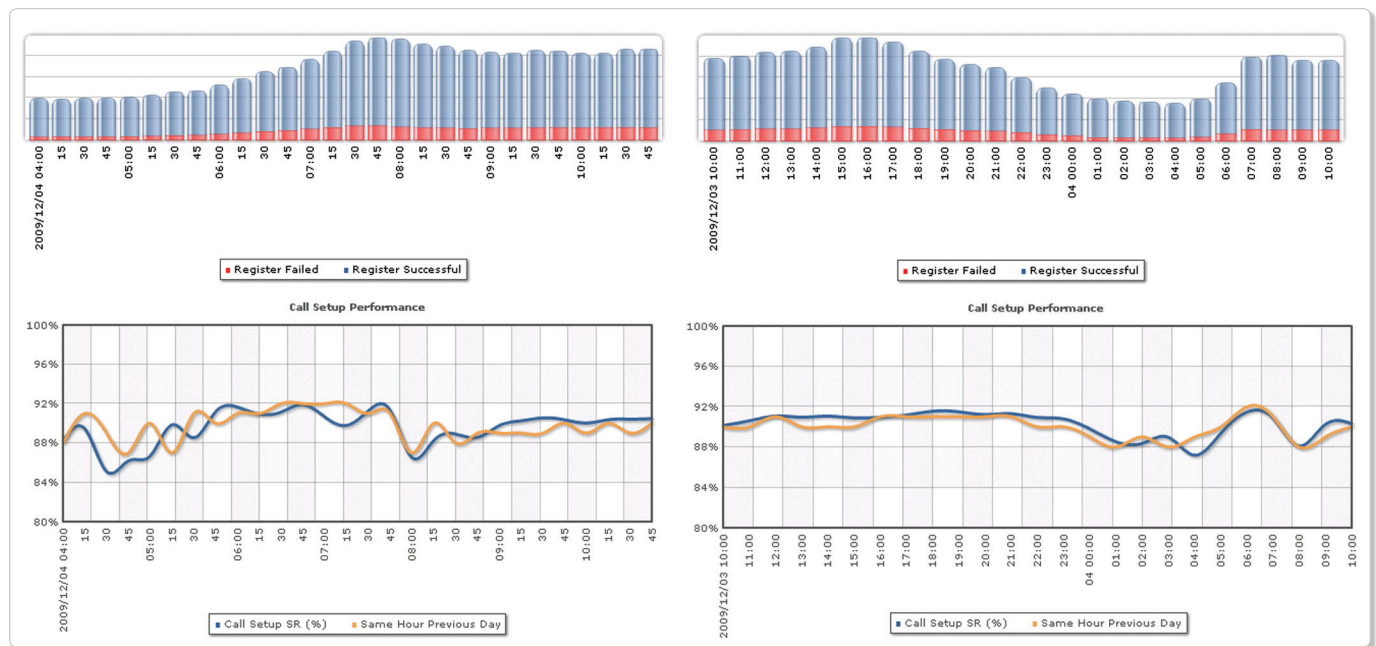 2009/12/04 04:00 15 30 45 05:00 15 30 45 06:00 15 30 45 07:00 15 30 45 08:00 15 30 45 09:00 15 30 45 10:00 15 30 45
Register Failed Register Successful
2009/12/03 10:00 11:00 12:00 13:00 14:00 15:00 16:00 17:00 18:00 19:00 20:00 21:00 22:00 23:00 04 00:00 01:00 02:00 03:00 04:00 05:00 06:00 07:00 08:00 09:00 10:00
Register Failed Register Successful
Call Setup Performance
100%
96%
92%
88%
84%
80%
2009/12/04 04:00 15 30 45 05:00 15 30 45 06:00 15 30 45 07:00 15 30 45 08:00 15 30 45 09:00 15 30 45 10:00 15 30 45
Call Setup SR (%) Same Hour Previous Day
Call Setup Performance
100%
96%
92%
88%
84%
80%
2009/12/03 10:00 11:00 12:00 13:00 14:00 15:00 16:00 17:00 18:00 19:00 20:00 21:00 22:00 23:00 04 00:00 01:00 02:00 03:00 04:00 05:00 06:00 07:00 08:00 09:00 10:00
Call Setup SR (%) Same Hour Previous Day